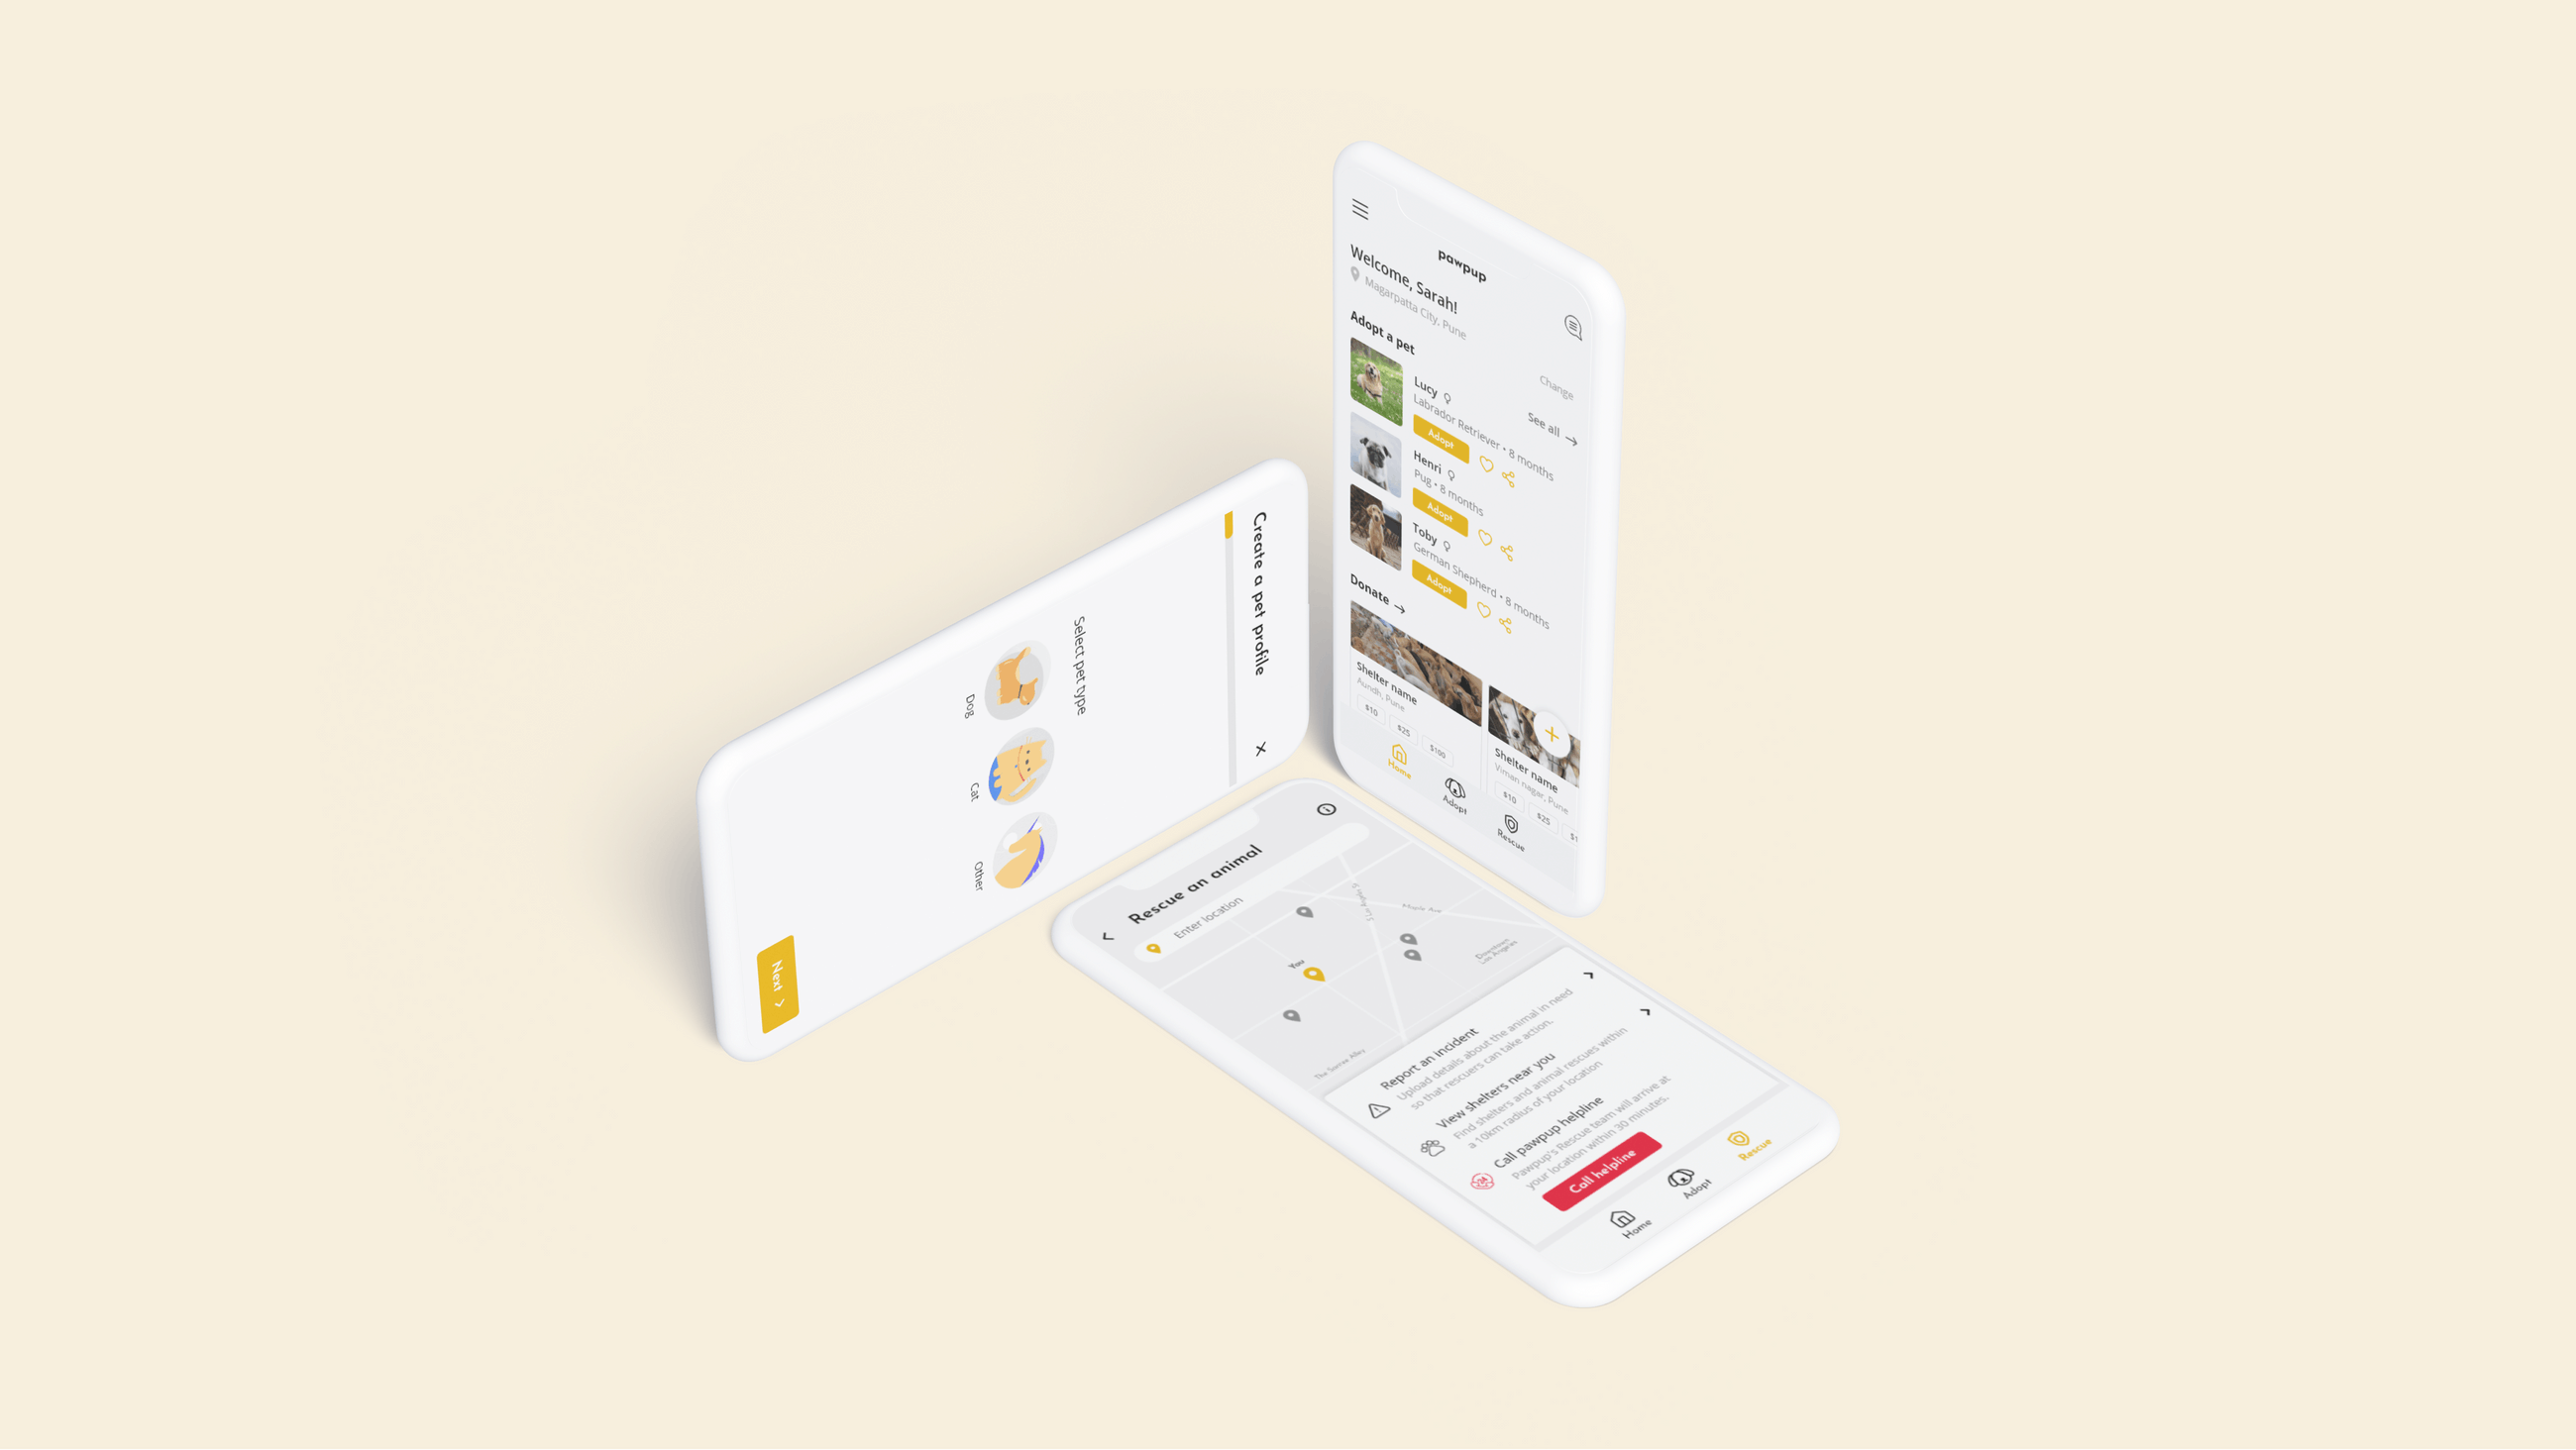 pawpup
Welcome, Sarah!
Magarpatta City, Pune
Change
Adopt a pet
See all
Lucy
Labrador Retriever • 8 months
Adopt
Henri
Pug • 8 months
Adopt
Toby
German Shepherd • 8 months
Adopt
Donate
Shelter name
Aundh, Pune
$10
$25
$100
Shelter name
Viman nagar, Pune
$10
$25
Home
Adopt
Rescue
Create a pet profile
Select pet type
Dog
Cat
Other
Next
Rescue an animal
Enter location
Maple Ave
You
Downtown
Los Angeles
Report an incident
Upload details about the animal in need
so that rescuers can take action.
View shelters near you
Find shelters and animal rescues within
a 10km radius of your location
Call pawpup helpline
Pawpup's Rescue team will arrive at
your location within 30 minutes.
Call helpline
Home
Adopt
Rescue